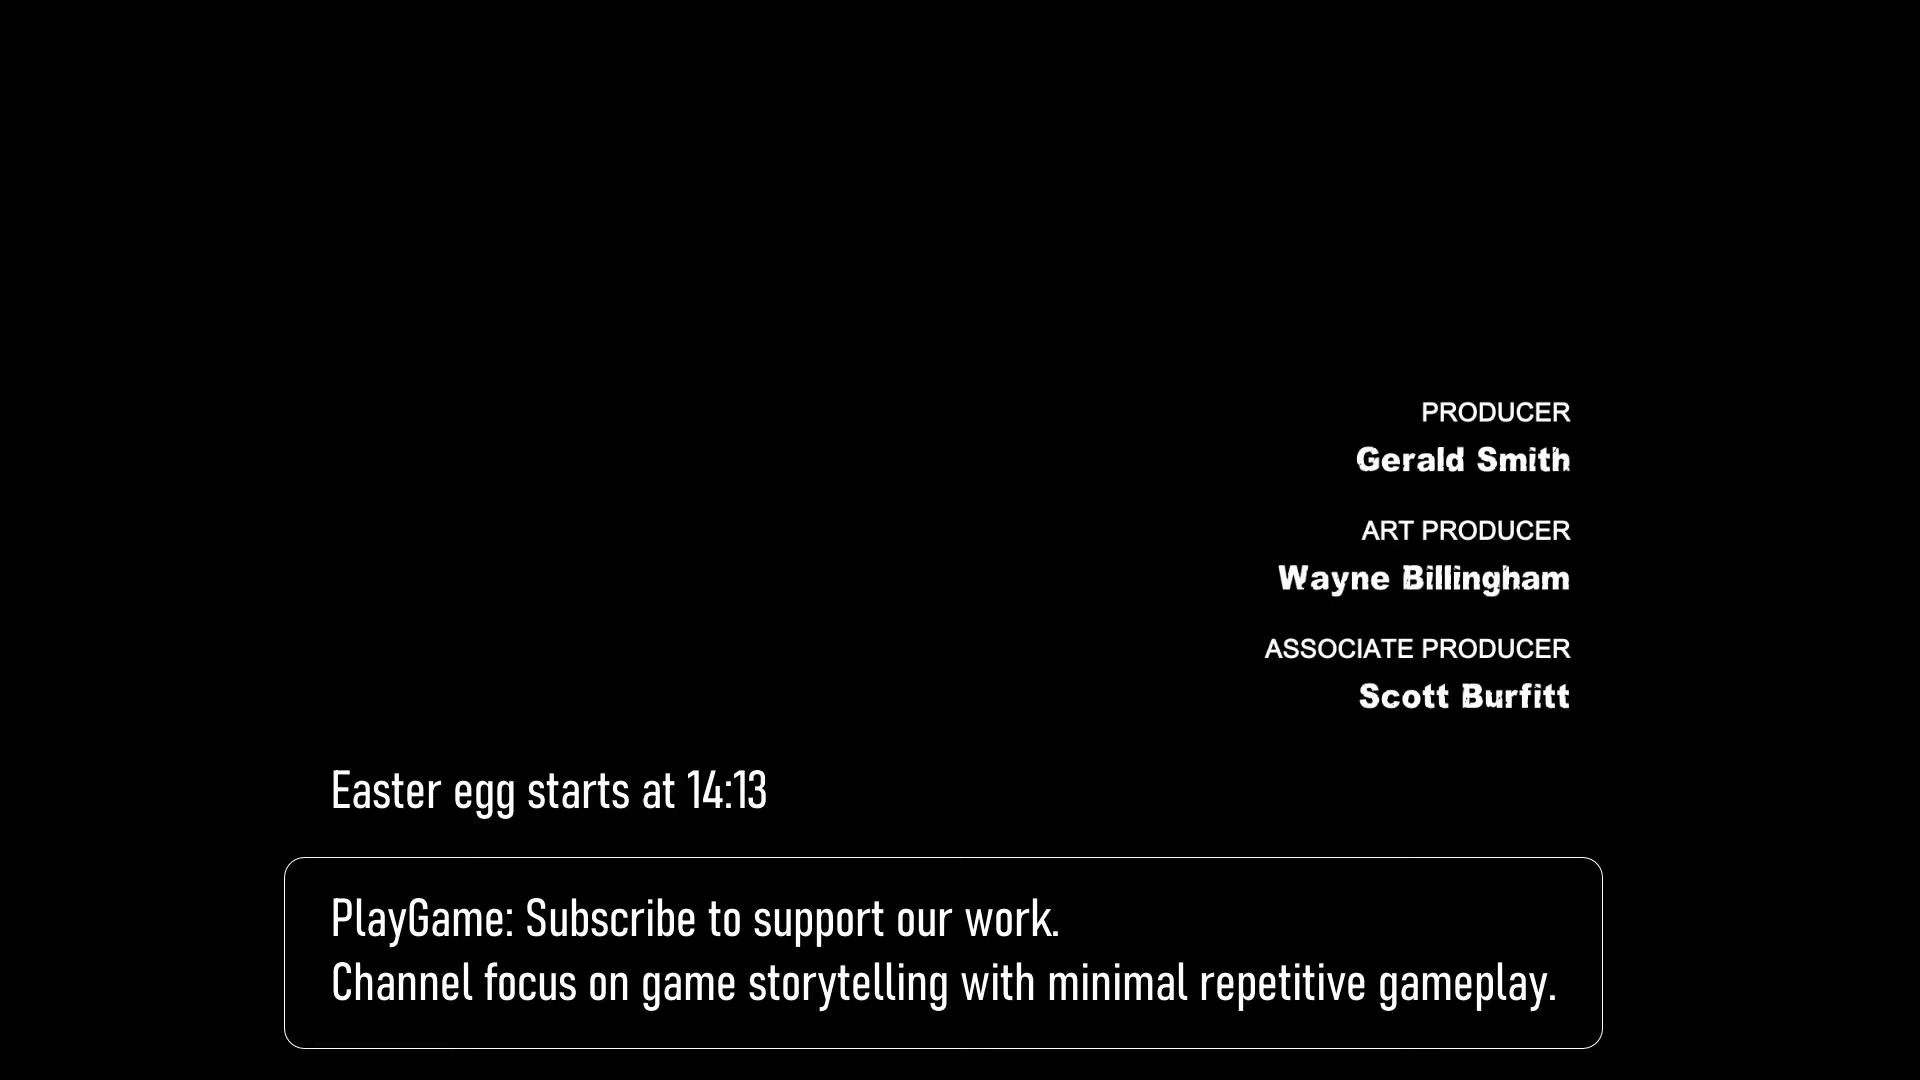 PRODUCER
Gerald Smith
ART PRODUCER
Wayne Billingham
ASSOCIATE PRODUCER
Scott Burfitt
Easter egg starts at 14:13
PlayGame: Subscribe to support our work.
Channel focus on game storytelling with minimal repetitive gameplay.